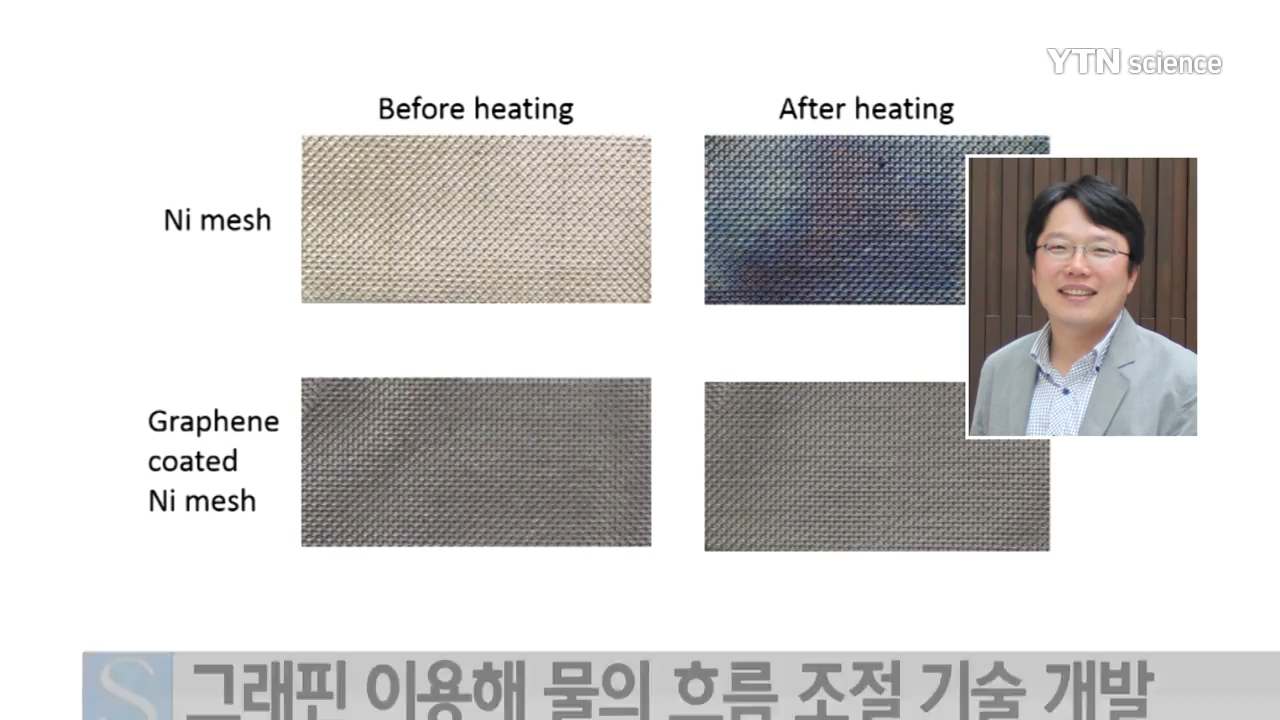 YTN science
Before heating
After heating
Ni mesh
Graphene
coated
Ni mesh
S 그래핀 이용해 물의 흐름 조절 기술 개발